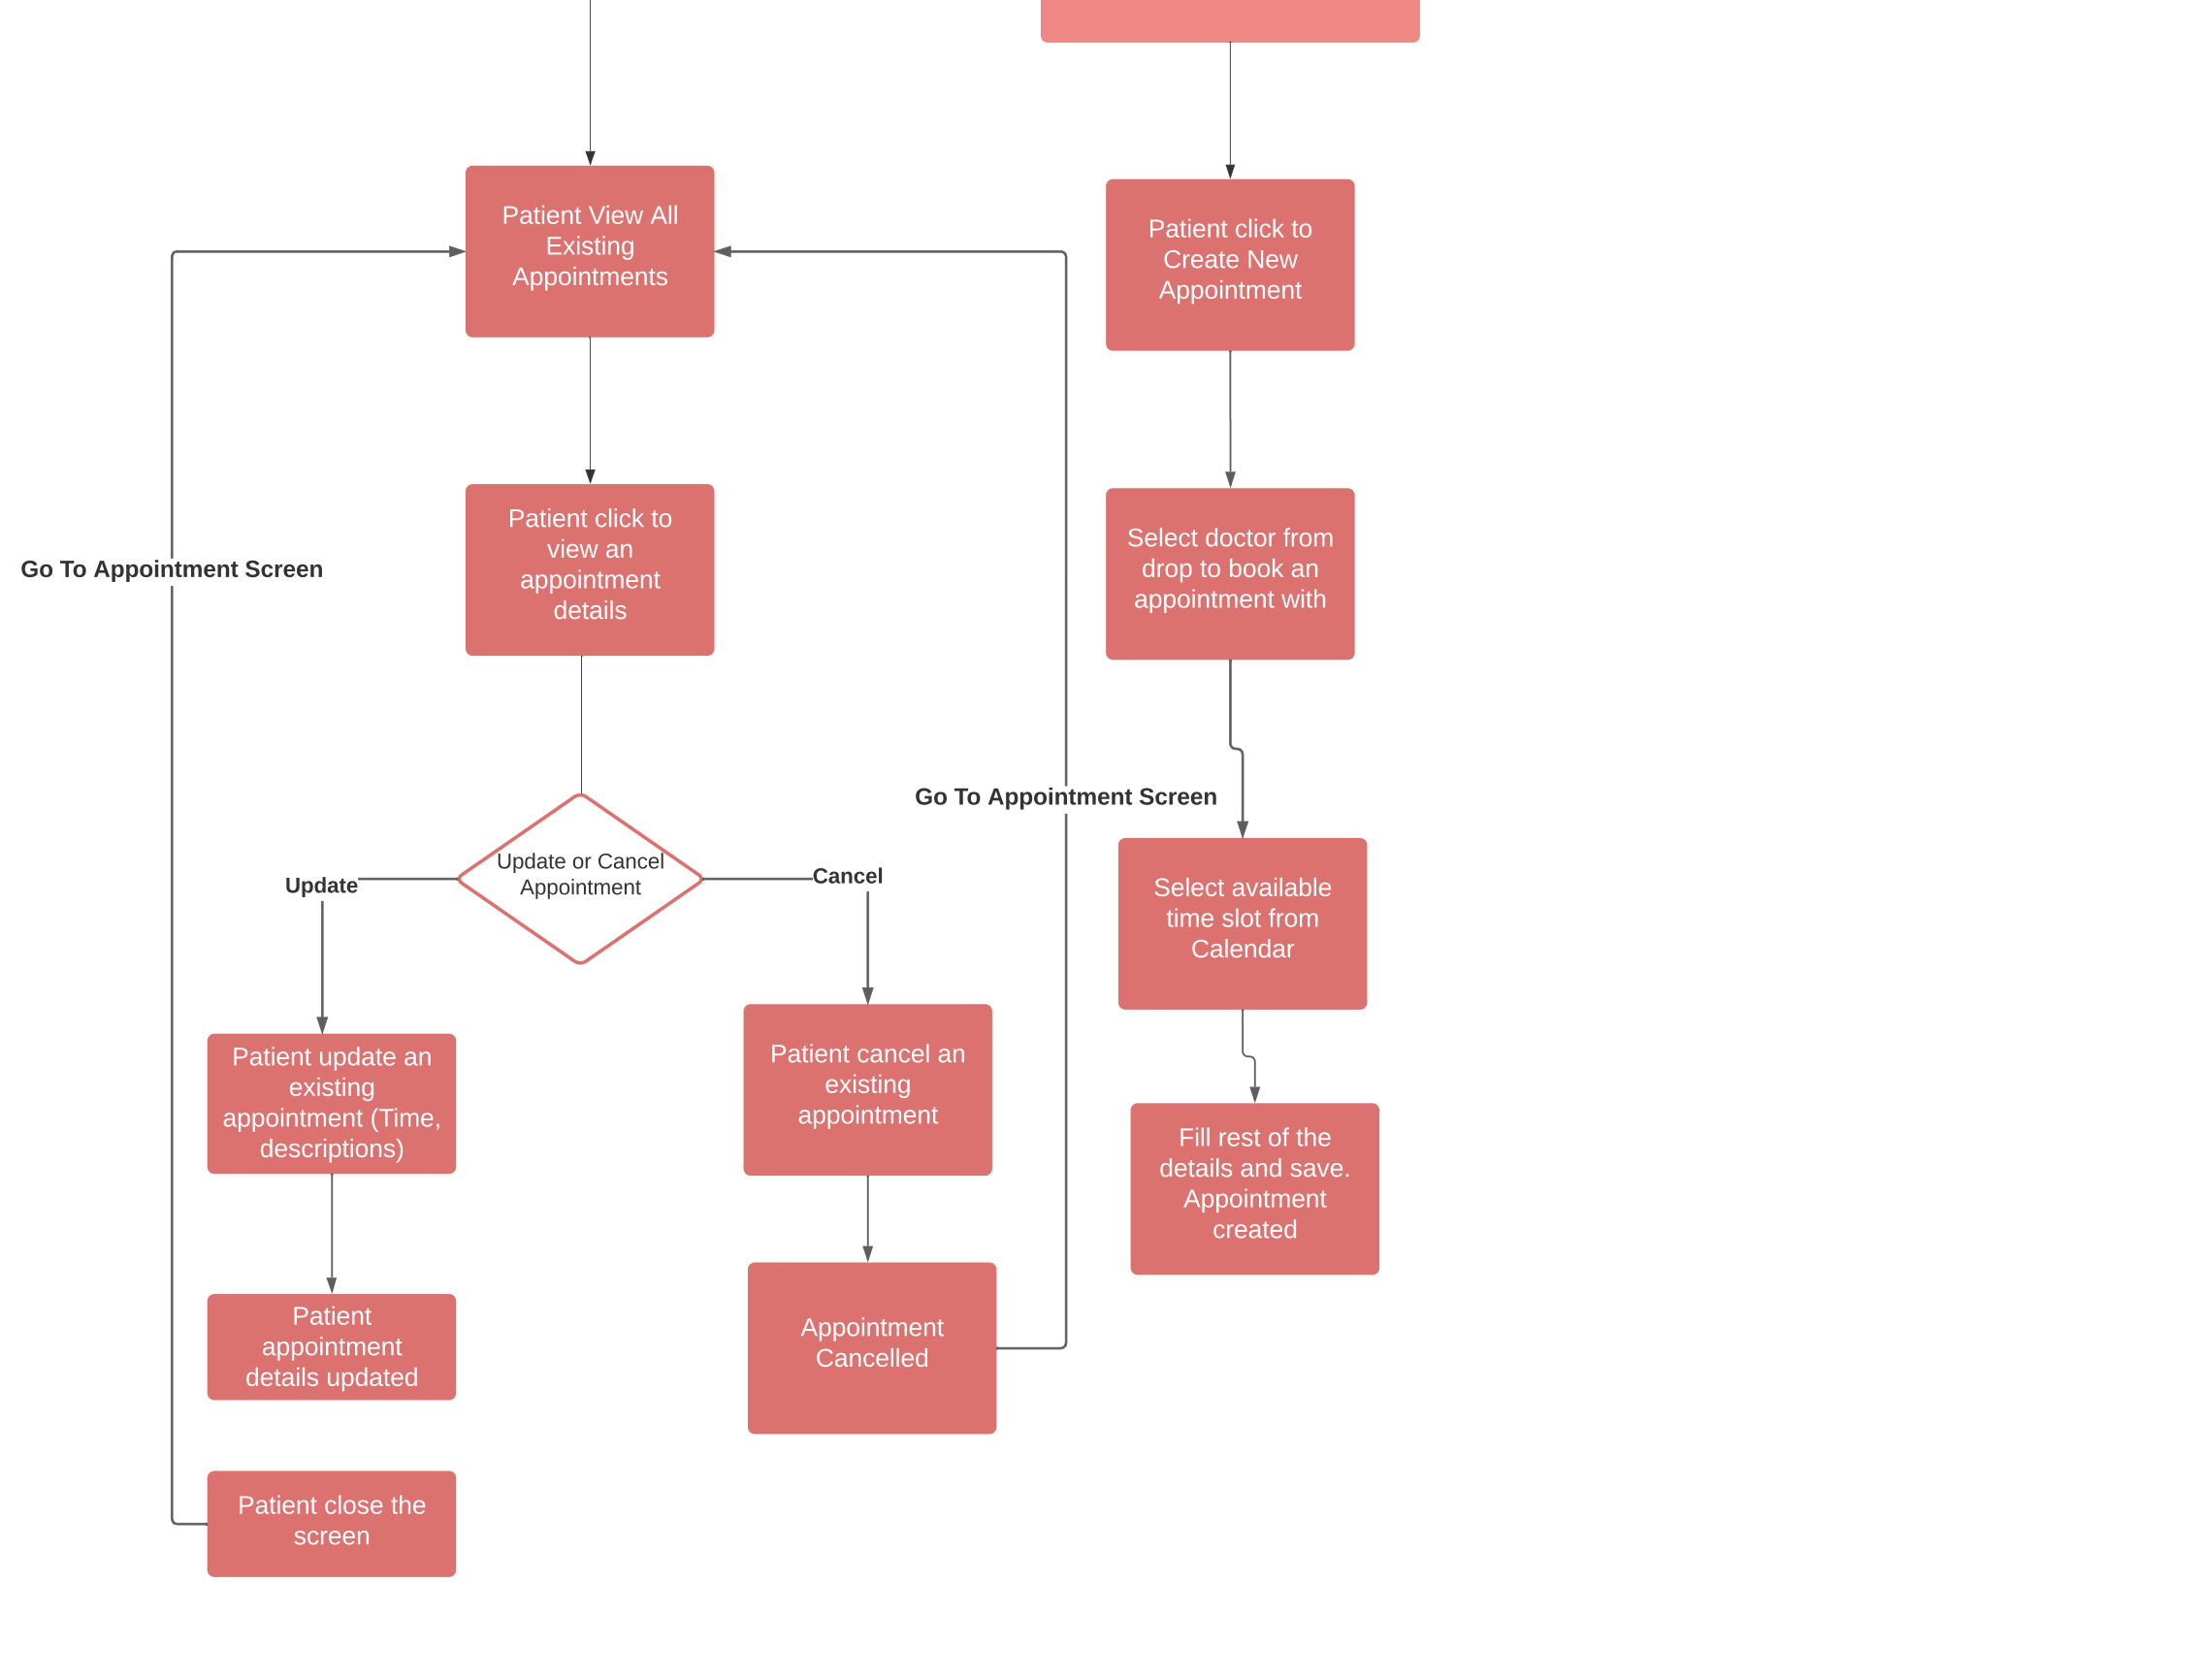 Patient View All
Existing
Appointments
Patient click to
Create New
Appointment
Patient click to
view an
appointment
details
Select doctor from
drop to book an
appointment with
Go To Appointment Screen
Go To Appointment Screen
Update or Cancel
Appointment
Update
Cancel
Select available
time slot from
Calendar
Patient update an
existing
appointment (Time,
descriptions)
Patient cancel an
existing
appointment
Fill rest of the
details and save.
Appointment
created
Patient
appointment
details updated
Appointment
Cancelled
Patient close the
screen